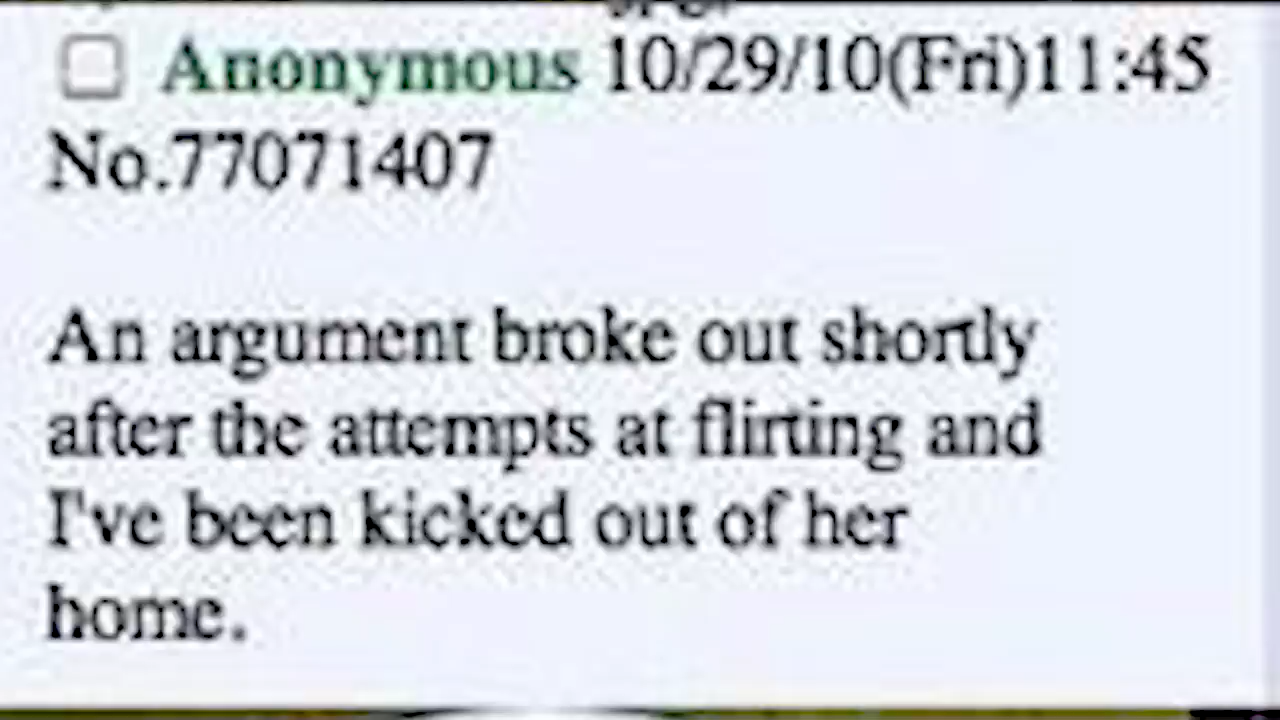 Anonymous 10/29/10(Fri)11:45
No.77071407
An argument broke out shortly
after the attempts at flirting and
I've been kicked out of her
home.